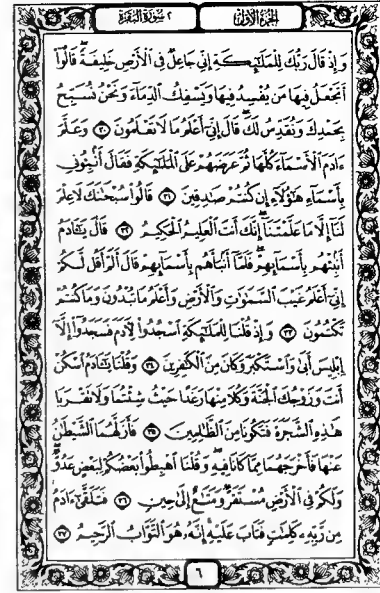 الجزء الأول
٢ سورة البقرة
وَإِذْ قَالَ رَبُّكَ لِلْمَلَٰٓئِكَةِ إِنِّي جَاعِلٌ فِي ٱلْأَرْضِ خَلِيفَةً قَالُوٓا۟
أَتَجْعَلُ فِيهَا مَن يُفْسِدُ فِيهَا وَيَسْفِكُ ٱلدِّمَآءَ وَنَحْنُ نُسَبِّحُ
بِحَمْدِكَ وَنُقَدِّسُ لَكَ قَالَ إِنِّيٓ أَعْلَمُ مَا لَا تَعْلَمُونَ ٣٠ وَعَلَّمَ
ءَادَمَ ٱلْأَسْمَآءَ كُلَّهَا ثُمَّ عَرَضَهُمْ عَلَى ٱلْمَلَٰٓئِكَةِ فَقَالَ أَنۢبِـُٔونِي
بِأَسْمَآءِ هَٰٓؤُلَآءِ إِن كُنتُمْ صَٰدِقِينَ ٣١ قَالُوا۟ سُبْحَٰنَكَ لَا عِلْمَ
لَنَآ إِلَّا مَا عَلَّمْتَنَآ إِنَّكَ أَنتَ ٱلْعَلِيمُ ٱلْحَكِيمُ ٣٢ قَالَ يَٰٓـَٔادَمُ
أَنۢبِئْهُم بِأَسْمَآئِهِمْ فَلَمَّآ أَنۢبَأَهُم بِأَسْمَآئِهِمْ قَالَ أَلَمْ أَقُل لَّكُمْ
إِنِّيٓ أَعْلَمُ غَيْبَ ٱلسَّمَٰوَٰتِ وَٱلْأَرْضِ وَأَعْلَمُ مَا تُبْدُونَ وَمَا كُنتُمْ
تَكْتُمُونَ ٣٣ وَإِذْ قُلْنَا لِلْمَلَٰٓئِكَةِ ٱسْجُدُوا۟ لِءَادَمَ فَسَجَدُوٓا۟ إِلَّآ
إِبْلِيسَ أَبَىٰ وَٱسْتَكْبَرَ وَكَانَ مِنَ ٱلْكَٰفِرِينَ ٣٤ وَقُلْنَا يَٰٓـَٔادَمُ ٱسْكُنْ
أَنتَ وَزَوْجُكَ ٱلْجَنَّةَ وَكُلَا مِنْهَا رَغَدًا حَيْثُ شِئْتُمَا وَلَا تَقْرَبَا
هَٰذِهِ ٱلشَّجَرَةَ فَتَكُونَا مِنَ ٱلظَّٰلِمِينَ ٣٥ فَأَزَلَّهُمَا ٱلشَّيْطَٰنُ
عَنْهَا فَأَخْرَجَهُمَا مِمَّا كَانَا فِيهِ وَقُلْنَا ٱهْبِطُوا۟ بَعْضُكُمْ لِبَعْضٍ عَدُوٌّ
وَلَكُمْ فِي ٱلْأَرْضِ مُسْتَقَرٌّ وَمَتَٰعٌ إِلَىٰ حِينٍ ٣٦ فَتَلَقَّىٰٓ ءَادَمُ
مِن رَّبِّهِۦ كَلِمَٰتٍ فَتَابَ عَلَيْهِ إِنَّهُۥ هُوَ ٱلتَّوَّابُ ٱلرَّحِيمُ ٣٧
٦